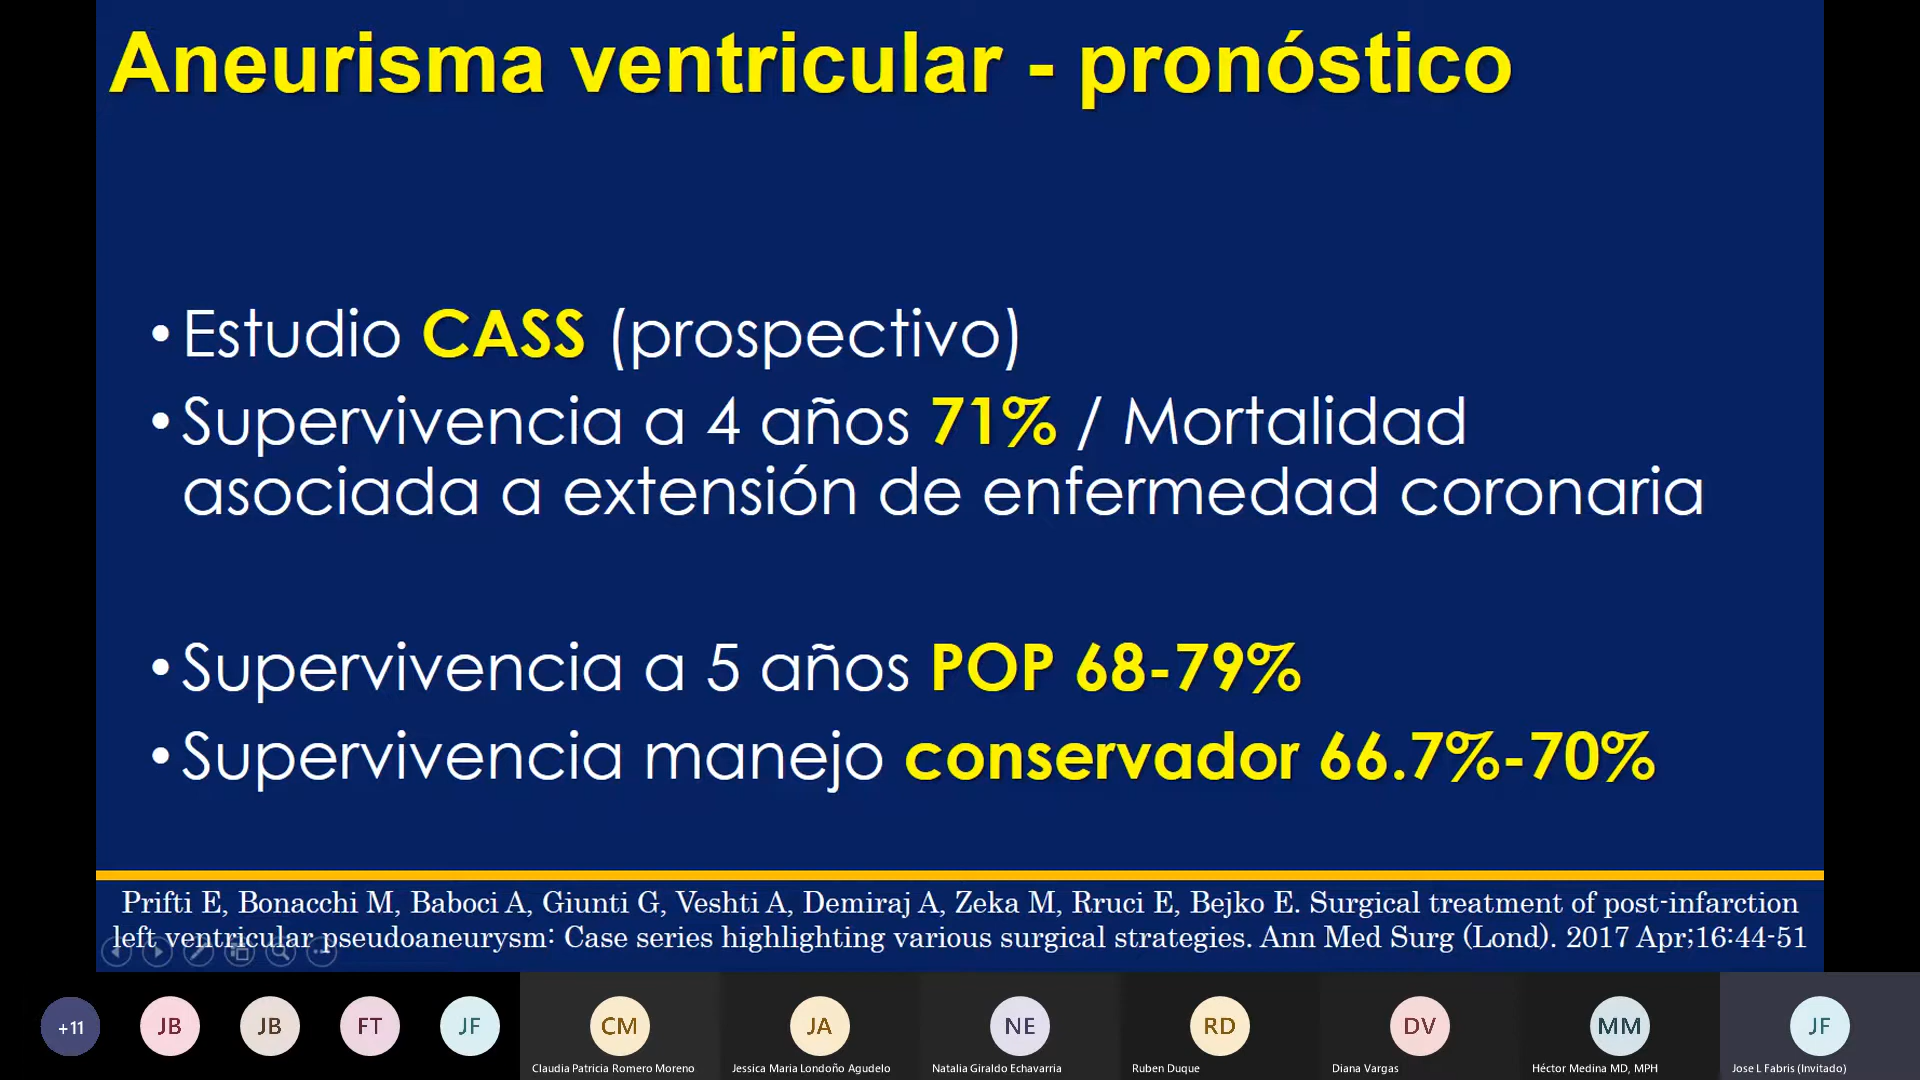 Aneurisma ventricular - pronóstico
•Estudio CASS (prospectivo)
•Supervivencia a 4 años 71% / Mortalidad
asociada a extensión de enfermedad coronaria
•Supervivencia a 5 años POP 68-79%
•Supervivencia manejo conservador 66.7%-70%
Prifti E, Bonacchi M, Baboci A, Giunti G, Veshti A, Demiraj A, Zeka M, Rruci E, Bejko E. Surgical treatment of post-infarction
left ventricular pseudoaneurysm: Case series highlighting various surgical strategies. Ann Med Surg (Lond). 2017 Apr;16:44-51
+11 JB JB FT JF CM JA NE RD DV MM JF
Claudia Patricia Romero Moreno Jessica Maria Londoño Agudelo Natalia Giraldo Echavarria Ruben Duque Diana Vargas Héctor Medina MD, MPH Jose L Fabris (Invitado)